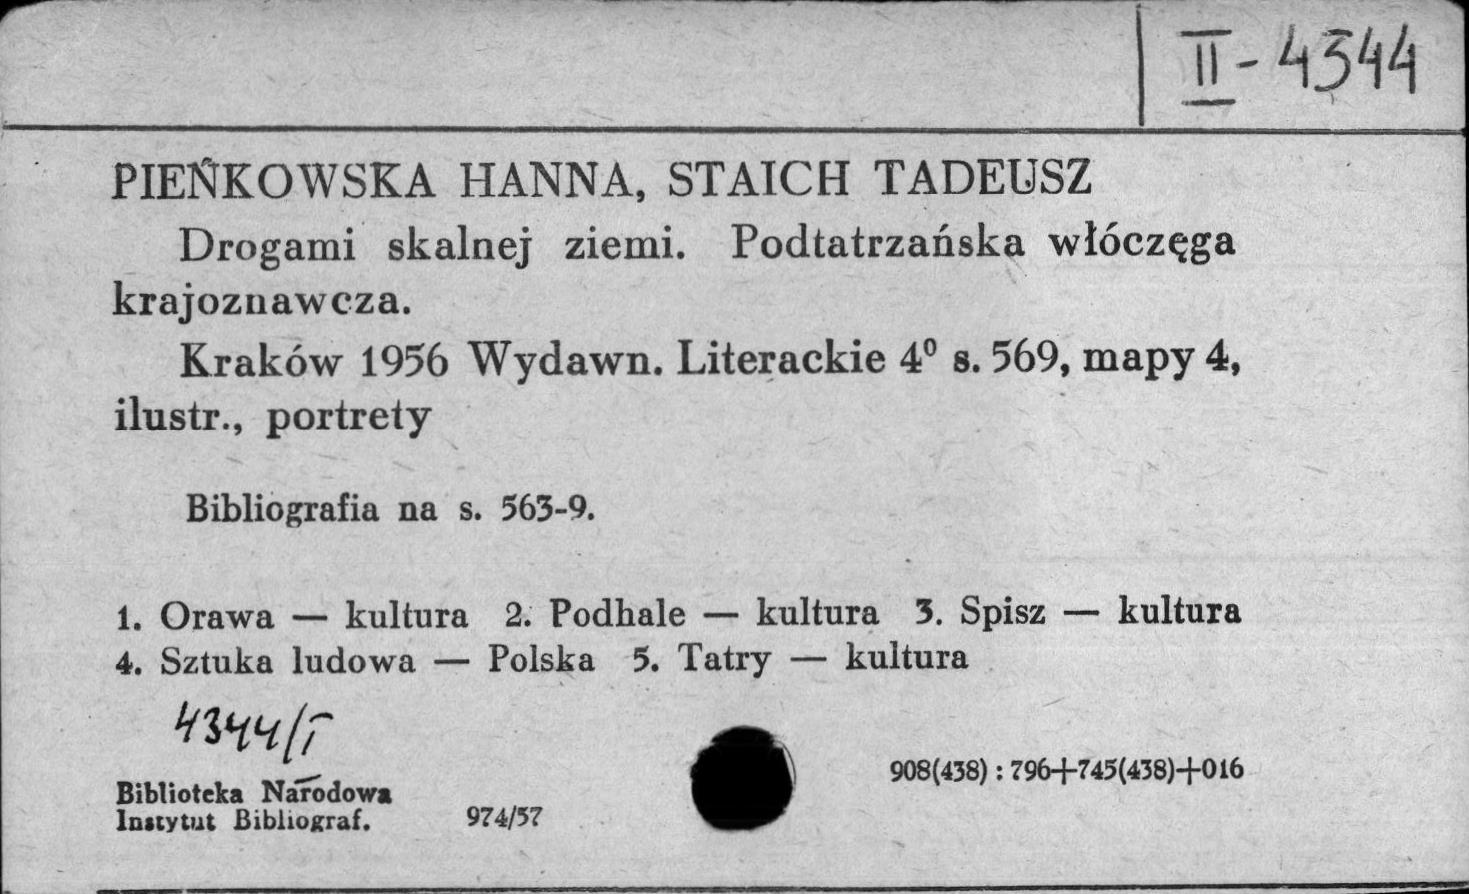 II - 4344
PIEŃKOWSKA HANNA, STAICH TADEUSZ
Drogami skalnej ziemi. Podtatrzańska włóczęga
krajoznawcza.
Kraków 1956 Wydawn. Literackie 4⁰ s. 569, mapy 4,
ilustr., portrety
Bibliografia na s. 563-9.
1. Orawa — kultura 2. Podhale — kultura 3. Spisz — kultura
4. Sztuka ludowa — Polska 5. Tatry — kultura
4344/I
908(438) : 796+745(438)+016
Biblioteka Narodowa
Instytut Bibliograf. 974/57